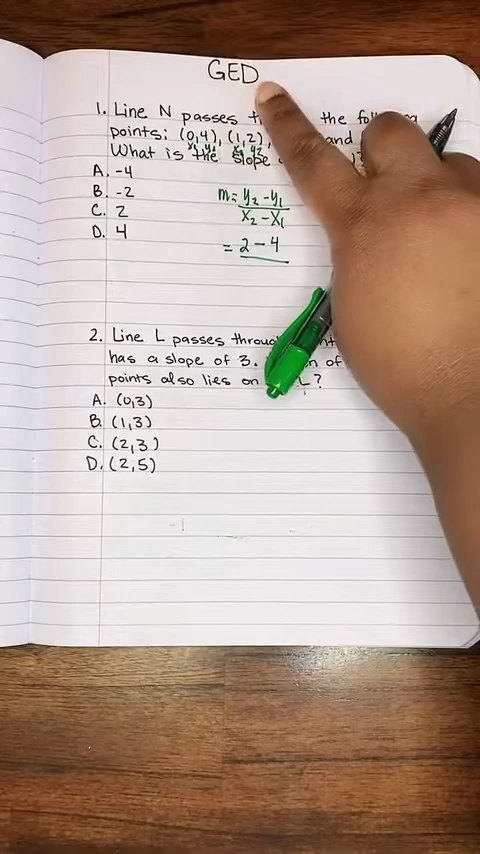 GED
1. Line N passes the
points: (0,4), (1,2), and
x₁ y₁ x₂ y₂
What is the slope ?
A. -4
B. -2
C. 2
D. 4
m = y₂ - y₁
x₂ - x₁
= 2 - 4
2. Line L passes
has a slope of 3. of
points also lies on L?
A. (0,3)
B. (1,3)
C. (2,3)
D. (2,5)